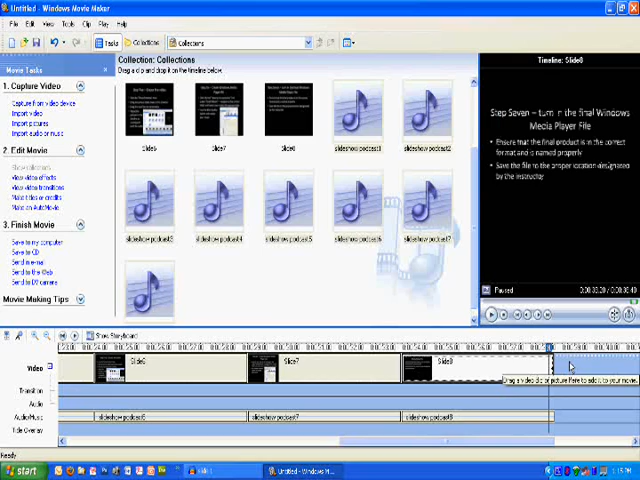 Untitled - Windows Movie Maker
File Edit View Tools Clip Play Help
Tasks Collections Collections
Movie Tasks
1. Capture Video
Capture from video device
Import video
Import pictures
Import audio or music
2. Edit Movie
Show collections
View video effects
View video transitions
Make titles or credits
Make an AutoMovie
3. Finish Movie
Save to my computer
Save to CD
Send in e-mail
Send to the Web
Send to DV camera
Movie Making Tips
Collection: Collections
Drag a clip and drop it on the timeline below.
Slide6 Slide7 Slide8 slideshow podcast1 slideshow podcast2
slideshow podcast3 slideshow podcast4 slideshow podcast5 slideshow podcast6 slideshow podcast7
Timeline: Slide8
Step Seven – turn in the final Windows
Media Player File
• Ensure that the final product is in the correct
format and is named properly
• Save the file to the proper location designated
by the instructor
Paused
Show Storyboard
Video Slide6 Slide7 Slide8
Drag a video clip or picture here to add it to your movie.
Transition
Audio
Audio/Music slideshow podcast6 slideshow podcast7 slideshow podcast8
Title Overlay
Ready
start Untitled - Windows M... 1:15 PM